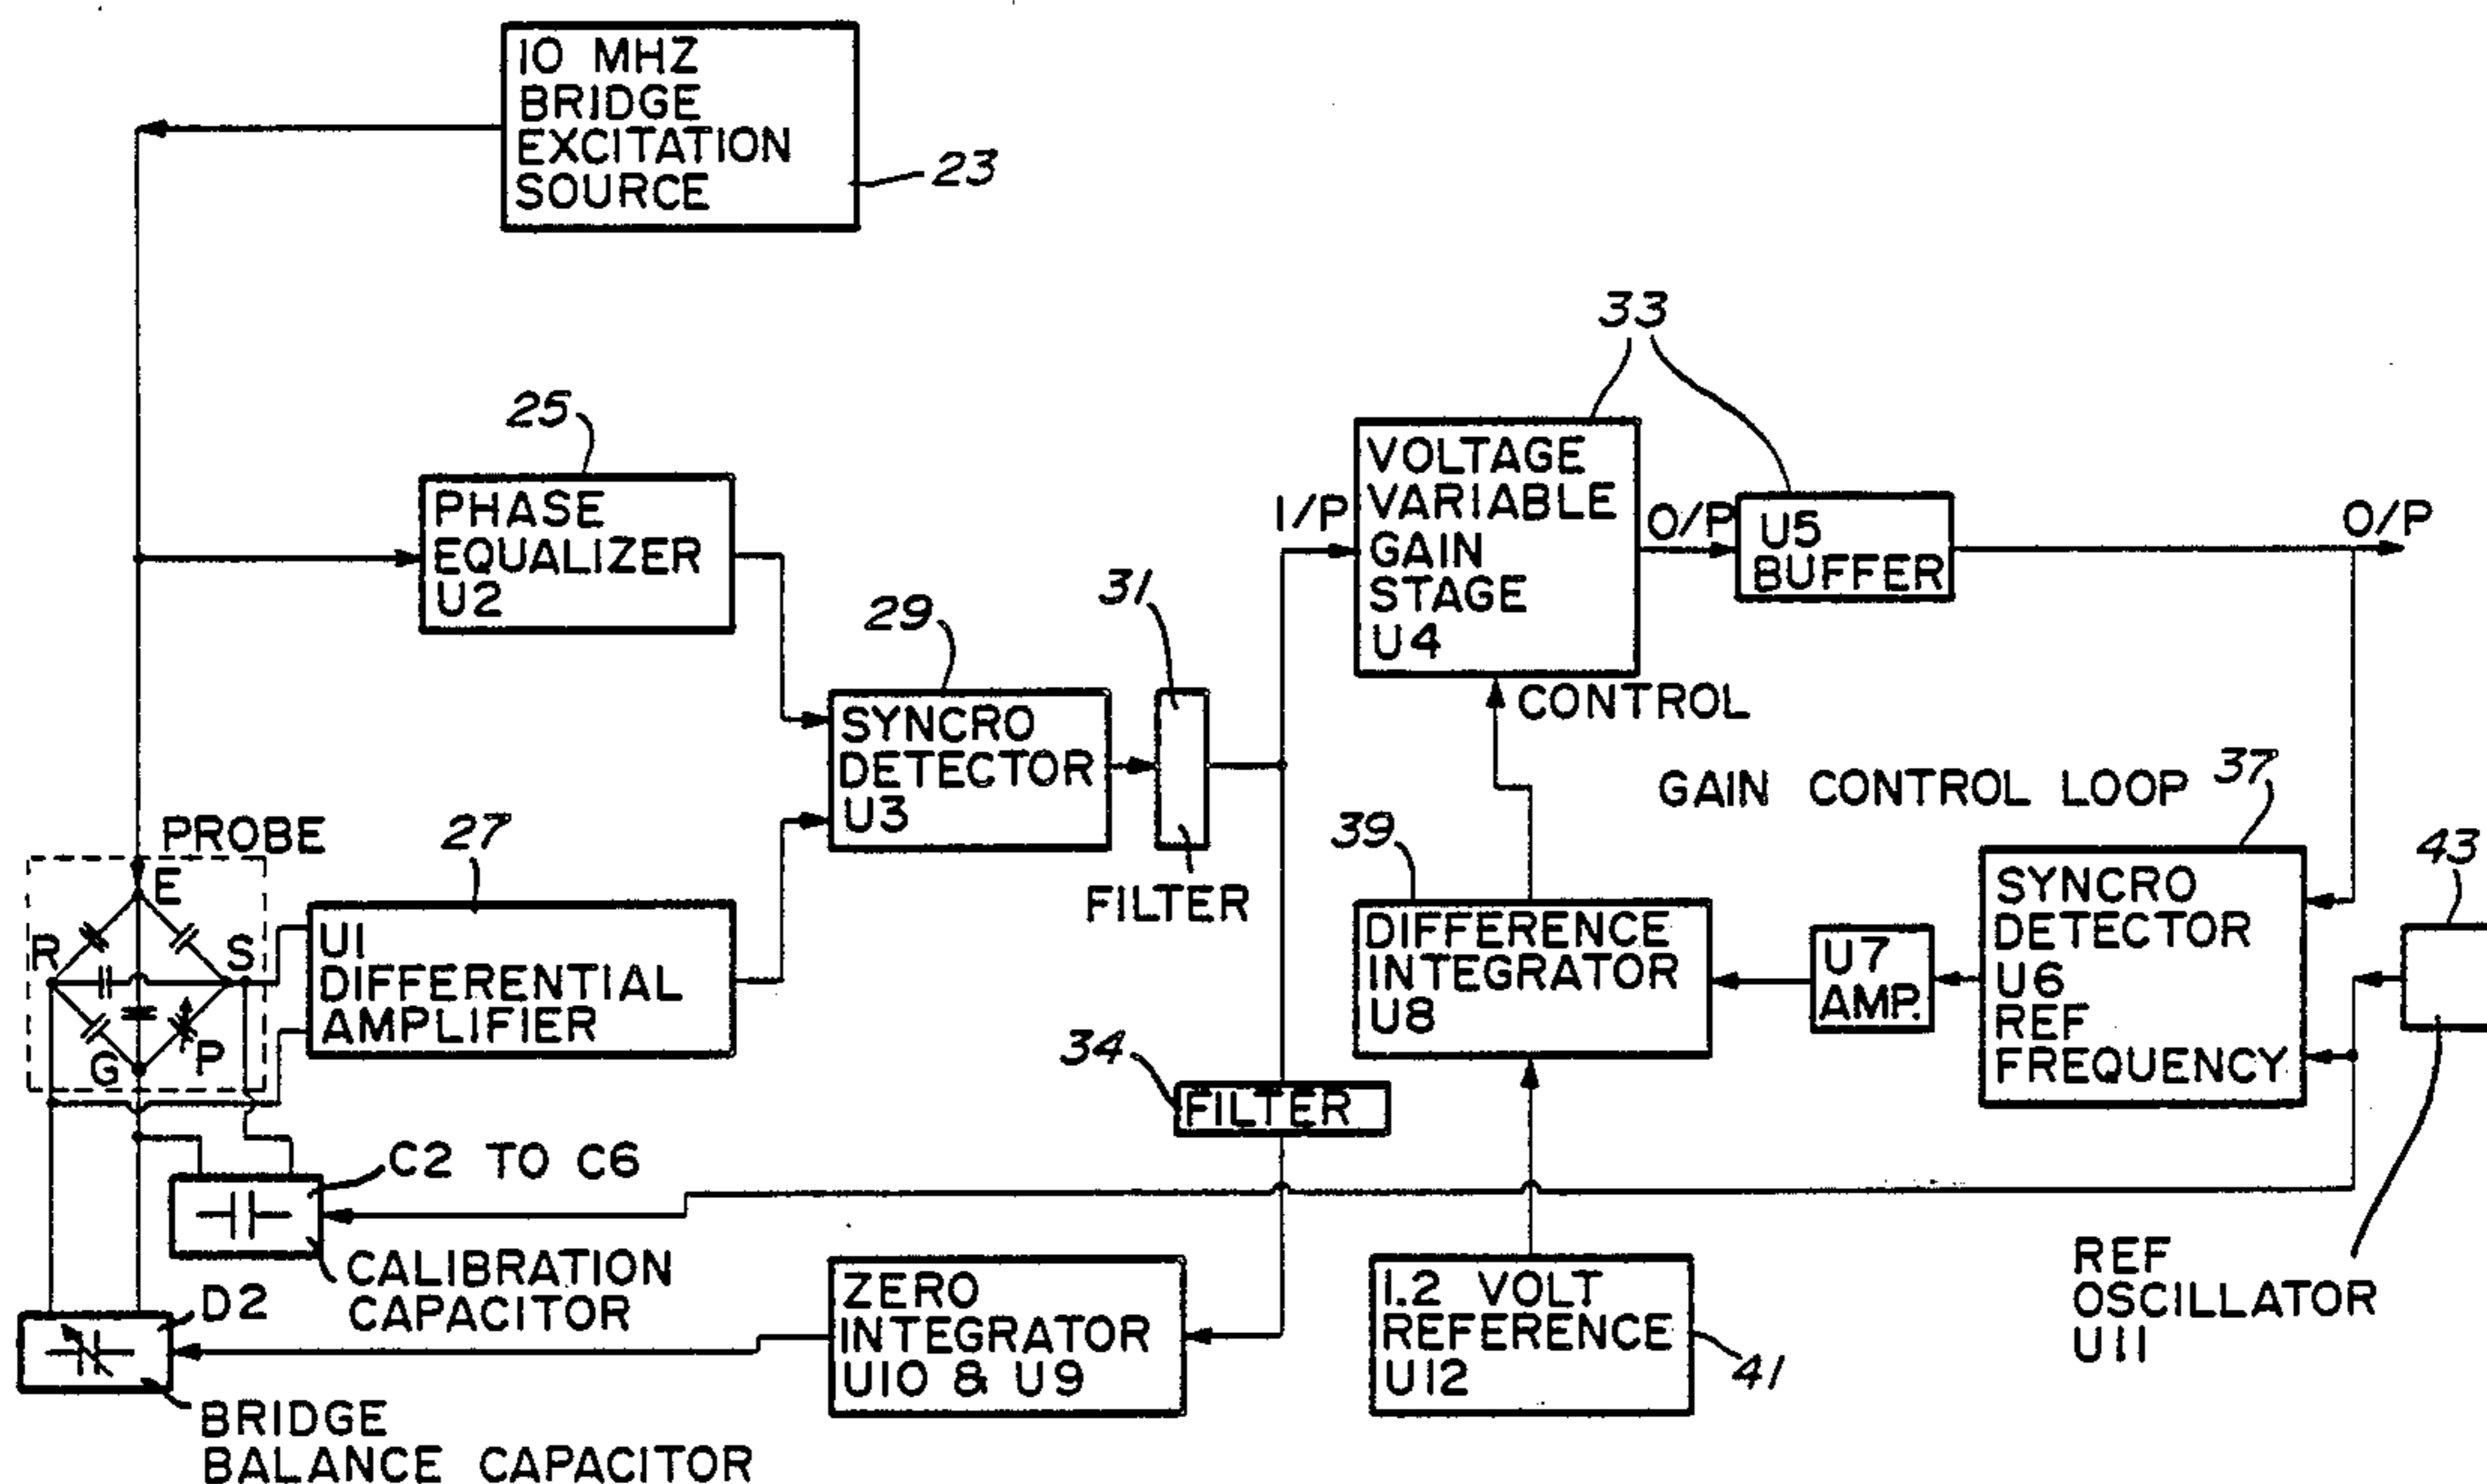 10 MHZ
BRIDGE
EXCITATION
SOURCE
23
33
25
PHASE
EQUALIZER
U2
I/P
VOLTAGE
VARIABLE
GAIN
STAGE
U4
O/P
U5
BUFFER
O/P
31
29
SYNCRO
DETECTOR
U3
FILTER
CONTROL
GAIN CONTROL LOOP
37
39
43
PROBE
E
R
S
G
P
27
U1
DIFFERENTIAL
AMPLIFIER
DIFFERENCE
INTEGRATOR
U8
U7
AMP.
SYNCRO
DETECTOR
U6
REF
FREQUENCY
34
FILTER
C2 TO C6
CALIBRATION
CAPACITOR
D2
BRIDGE
BALANCE CAPACITOR
ZERO
INTEGRATOR
U10 & U9
1.2 VOLT
REFERENCE
U12
41
REF
OSCILLATOR
U11